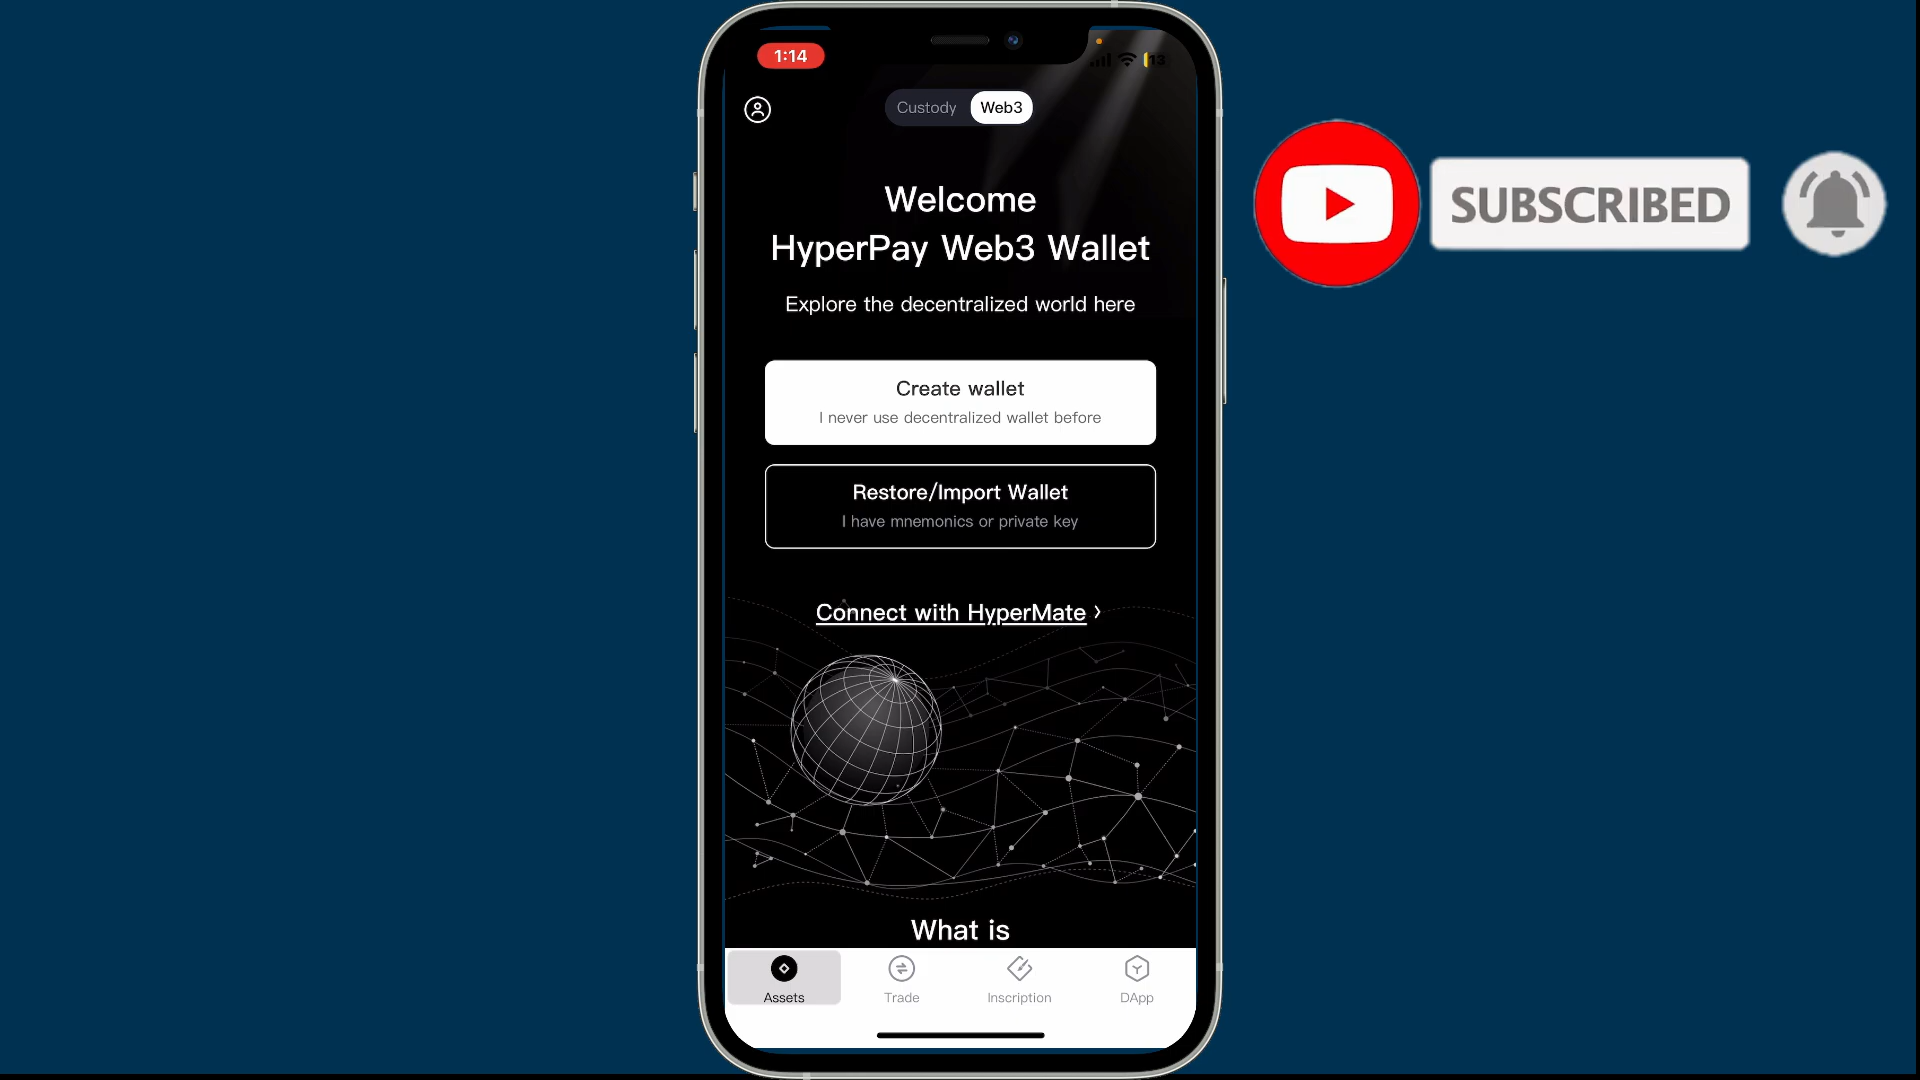 1:14
13
Custody Web3
SUBSCRIBED
Welcome
HyperPay Web3 Wallet
Explore the decentralized world here
Create wallet
I never use decentralized wallet before
Restore/Import Wallet
I have mnemonics or private key
Connect with HyperMate ›
What is
Assets Trade Inscription DApp